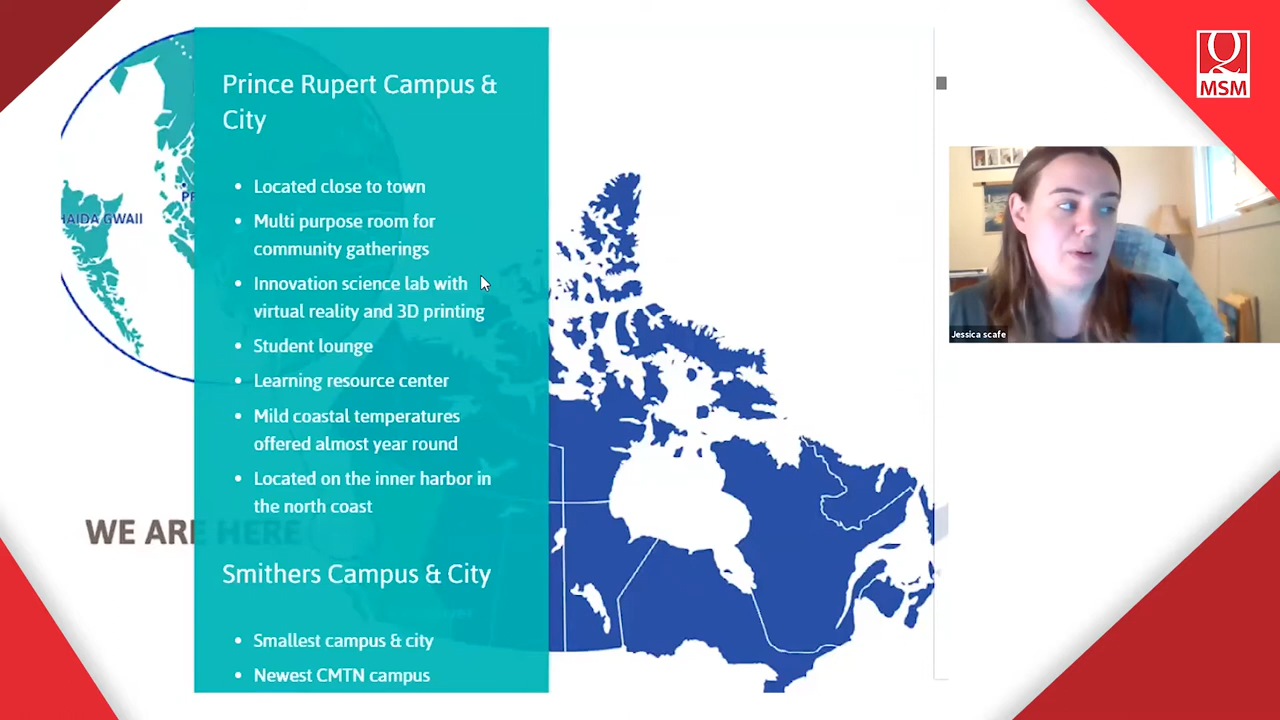 Prince Rupert Campus &
City
• Located close to town
• Multi purpose room for
community gatherings
• Innovation science lab with
virtual reality and 3D printing
• Student lounge
• Learning resource center
• Mild coastal temperatures
offered almost year round
• Located on the inner harbor in
the north coast
Smithers Campus & City
• Smallest campus & city
• Newest CMTN campus
HAIDA GWAII
WE ARE HERE
Q
MSM
Jessica scafe